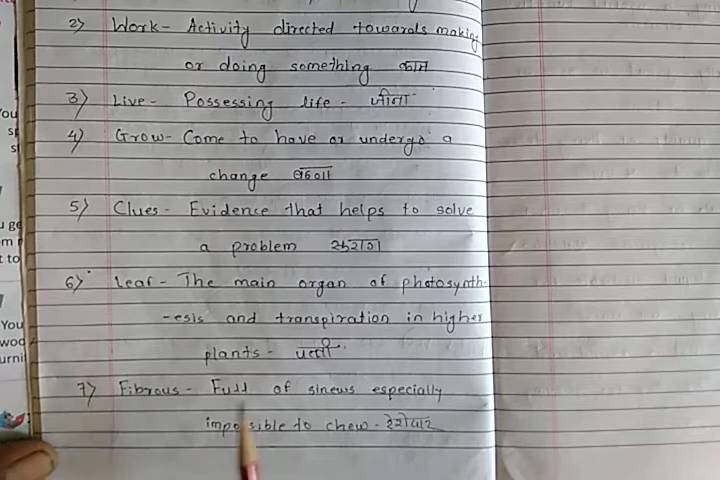 2) Work- Activity directed towards making
or doing something काम
3) Live- Possessing life - जीना
4) Grow- Come to have or undergo a
change बढना
5) Clues- Evidence that helps to solve
a problem सुराग
6) Leaf- The main organ of photosynth-
-esis and transpiration in higher
plants- पत्ती
7) Fibrous- Full of sinews especially
impossible to chew- रेशेदार
You